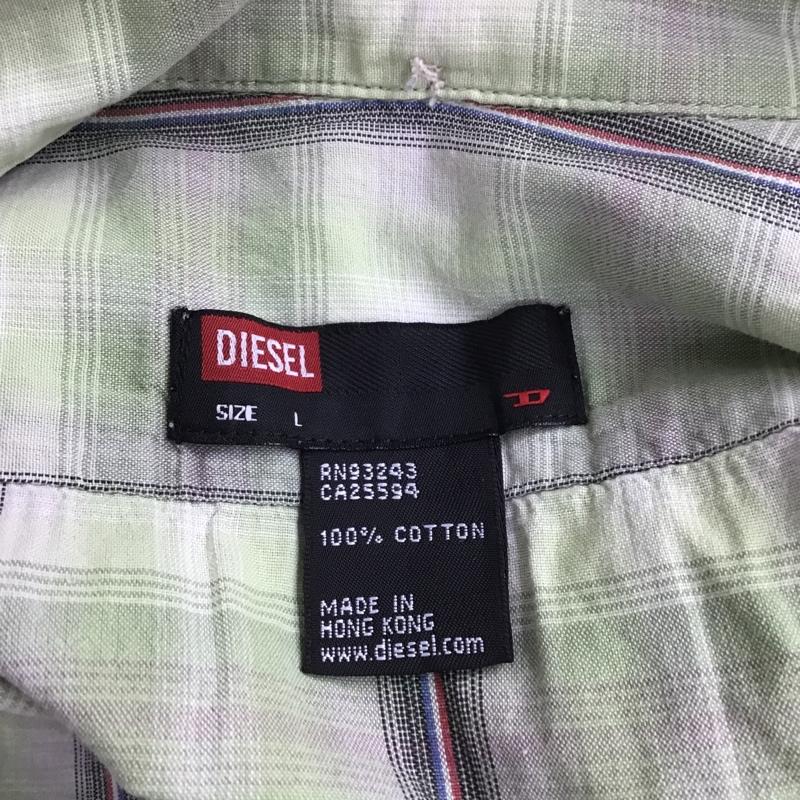 DIESEL
SIZE L
D
RN93243
CA25594
100% COTTON
MADE IN
HONG KONG
www.diesel.com